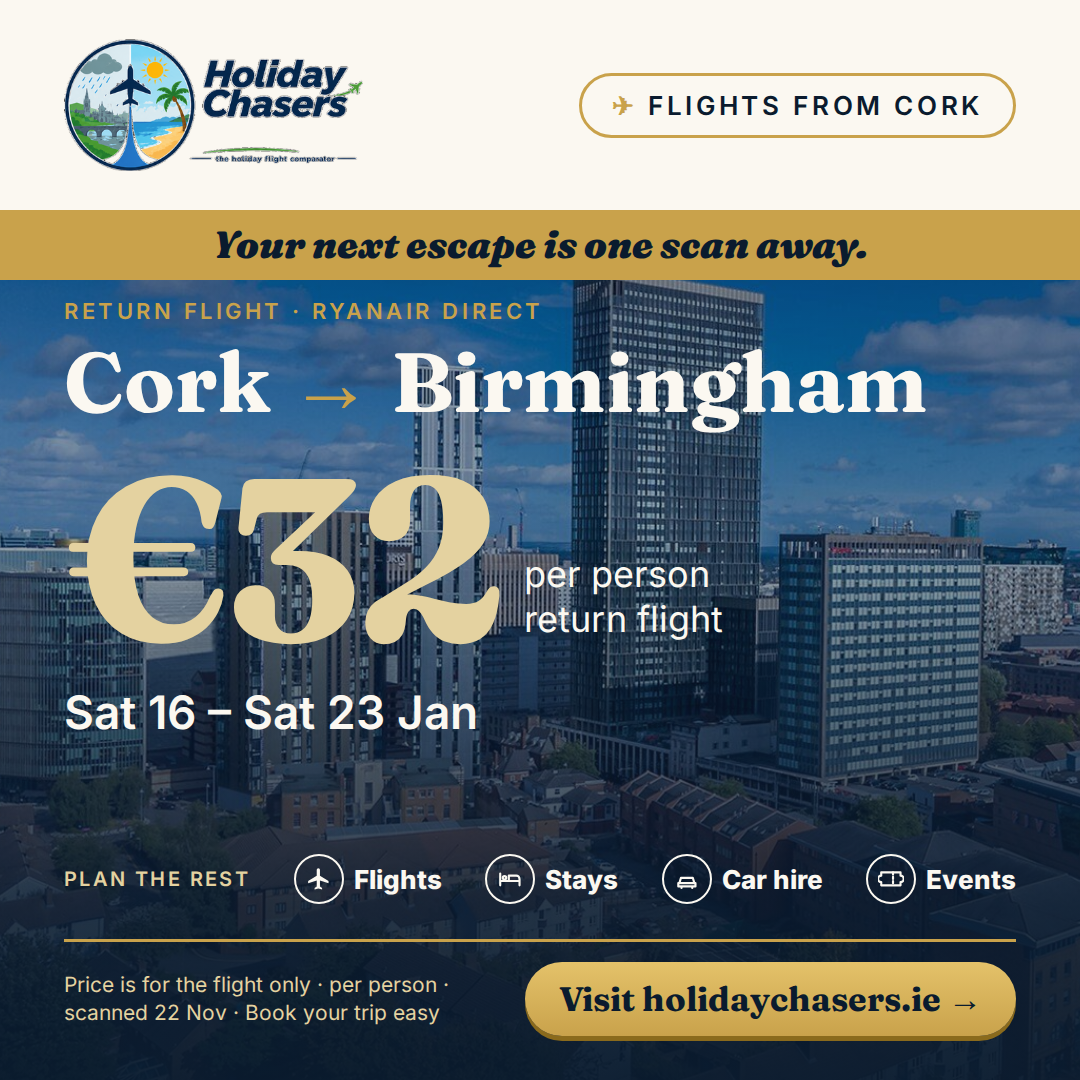 Holiday
Chasers
the holiday flight comparator
✈ FLIGHTS FROM CORK
Your next escape is one scan away.
RETURN FLIGHT · RYANAIR DIRECT
Cork → Birmingham
€32
per person
return flight
Sat 16 – Sat 23 Jan
PLAN THE REST
Flights
Stays
Car hire
Events
Price is for the flight only · per person ·
scanned 22 Nov · Book your trip easy
Visit holidaychasers.ie →